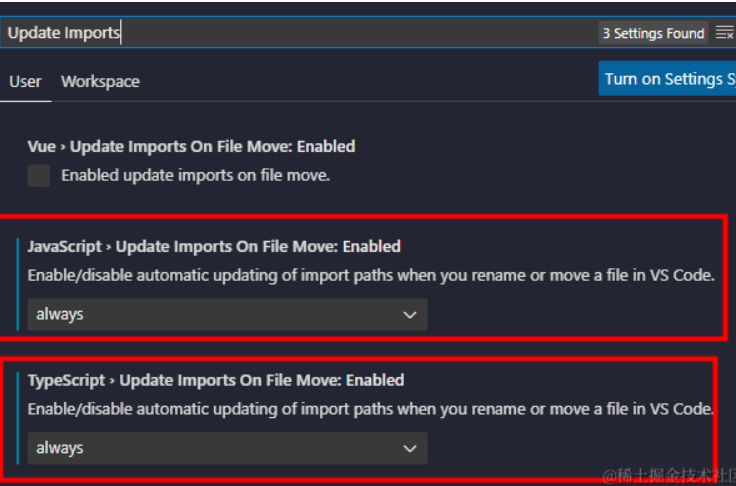 Update Imports
3 Settings Found
User Workspace
Turn on Settings S
Vue › Update Imports On File Move: Enabled
Enabled update imports on file move.
JavaScript › Update Imports On File Move: Enabled
Enable/disable automatic updating of import paths when you rename or move a file in VS Code.
always
TypeScript › Update Imports On File Move: Enabled
Enable/disable automatic updating of import paths when you rename or move a file in VS Code.
always
@稀土掘金技术社区